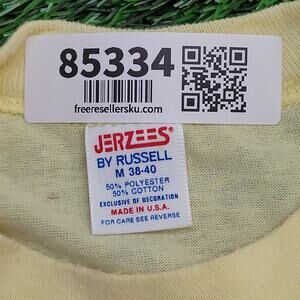 85334
freeresellersku.com
JERZEES®
BY RUSSELL
M 38-40
50% POLYESTER
50% COTTON
EXCLUSIVE OF DECORATION
MADE IN U.S.A.
FOR CARE SEE REVERSE